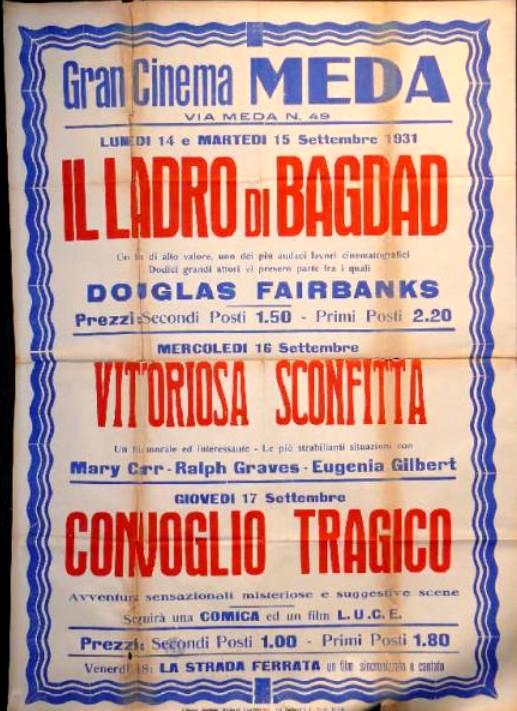 Gran Cinema MEDA
VIA MEDA N. 49
LUNEDI 14 e MARTEDI 15 Settembre 1931
IL LADRO DI BAGDAD
Un film di alto valore, uno dei più audaci lavori cinematografici
Dodici grandi attori vi presero parte fra i quali
DOUGLAS FAIRBANKS
Prezzi: Secondi Posti 1.50 - Primi Posti 2.20
MERCOLEDI 16 Settembre
VITTORIOSA SCONFITTA
Un film morale ed interessante - Le più strabilianti situazioni con
Mary Carr - Ralph Graves - Eugenia Gilbert
GIOVEDI 17 Settembre
CONVOGLIO TRAGICO
Avventure sensazionali misteriose e suggestive scene
Seguirà una COMICA ed un film L.U.C.E.
Prezzi: Secondi Posti 1.00 - Primi Posti 1.80
Venerdì 18: LA STRADA FERRATA un film sincronizzato e cantato